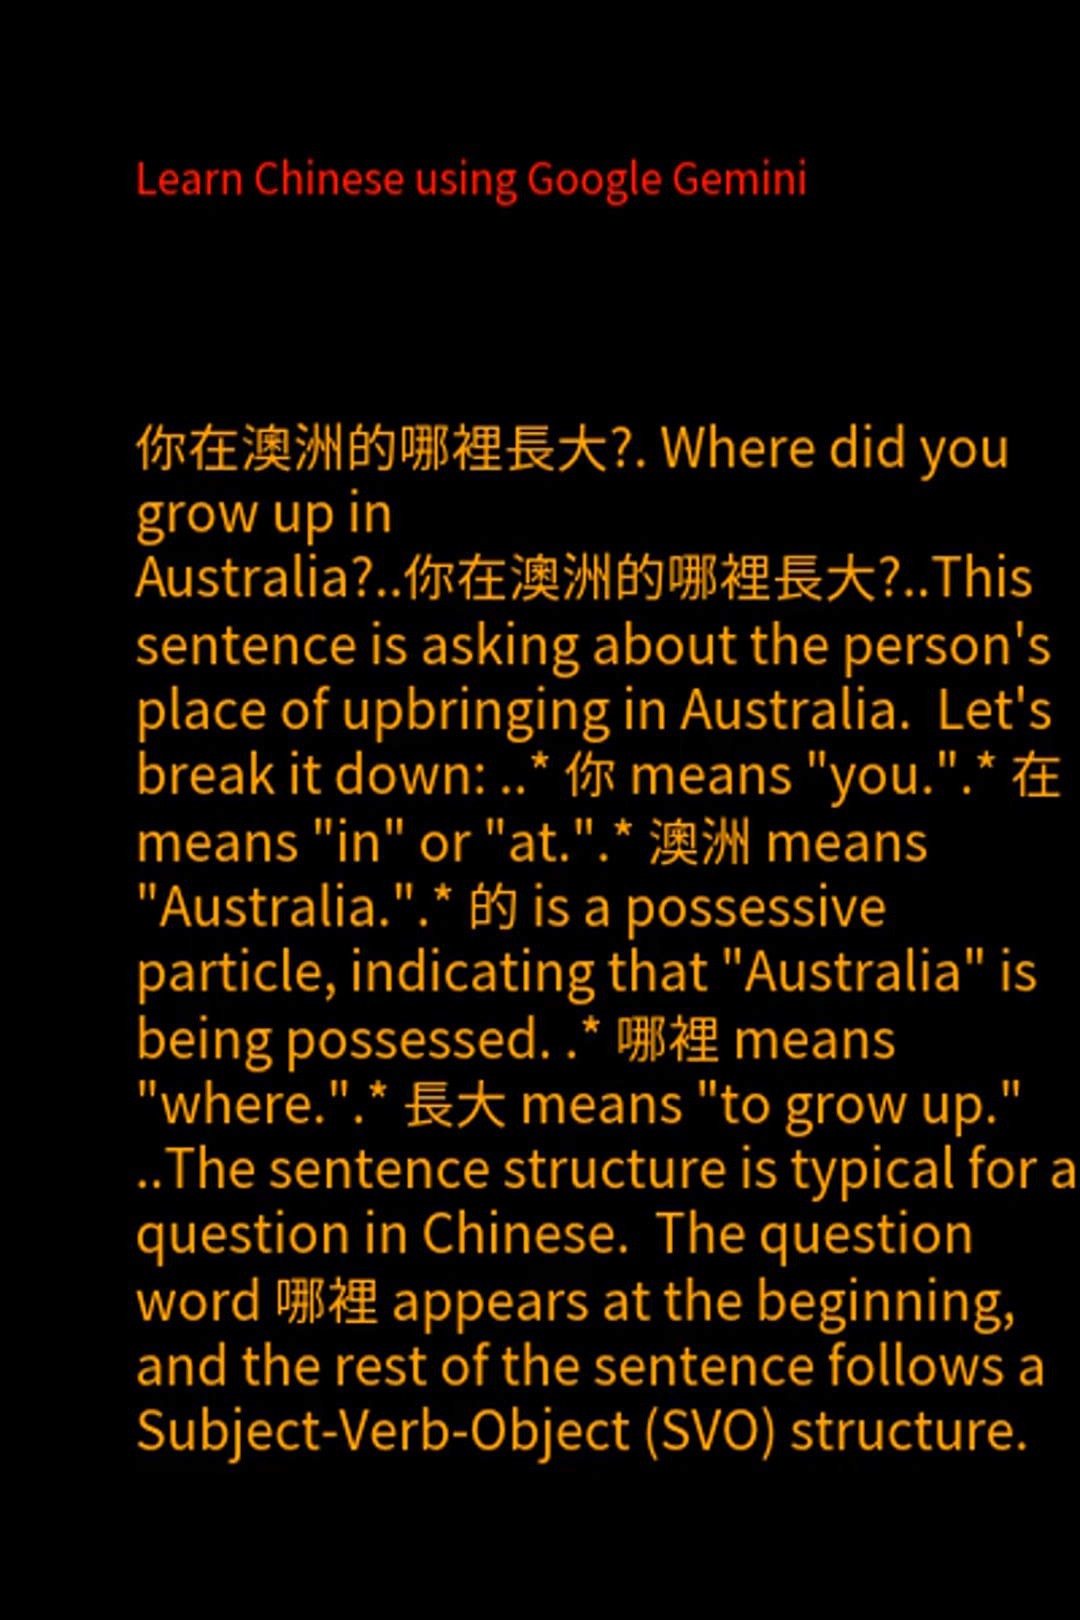 Learn Chinese using Google Gemini
你在澳洲的哪裡長大?. Where did you
grow up in
Australia?..你在澳洲的哪裡長大?..This
sentence is asking about the person's
place of upbringing in Australia.  Let's
break it down: ..* 你 means "you.".* 在
means "in" or "at.".* 澳洲 means
"Australia.".* 的 is a possessive
particle, indicating that "Australia" is
being possessed. .* 哪裡 means
"where.".* 長大 means "to grow up."
..The sentence structure is typical for a
question in Chinese.  The question
word 哪裡 appears at the beginning,
and the rest of the sentence follows a
Subject-Verb-Object (SVO) structure.